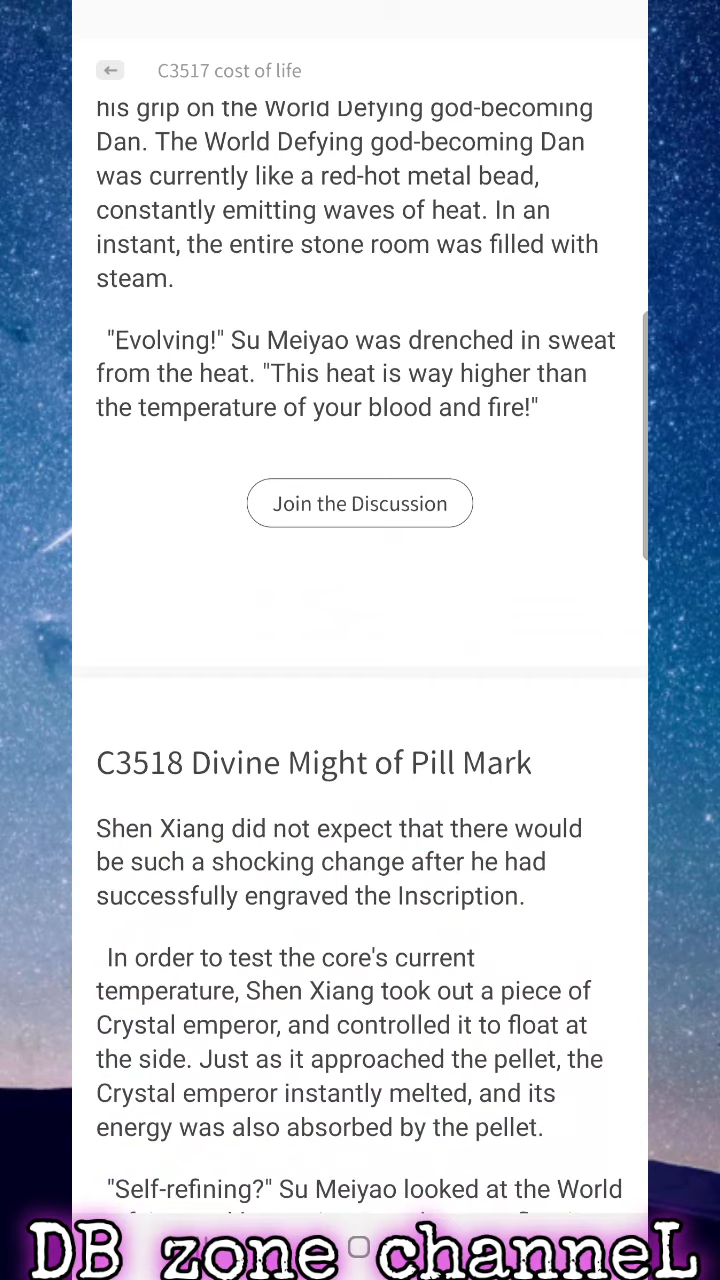 C3517 cost of life
his grip on the World Defying god-becoming
Dan. The World Defying god-becoming Dan
was currently like a red-hot metal bead,
constantly emitting waves of heat. In an
instant, the entire stone room was filled with
steam.
"Evolving!" Su Meiyao was drenched in sweat
from the heat. "This heat is way higher than
the temperature of your blood and fire!"
Join the Discussion
C3518 Divine Might of Pill Mark
Shen Xiang did not expect that there would
be such a shocking change after he had
successfully engraved the Inscription.
In order to test the core's current
temperature, Shen Xiang took out a piece of
Crystal emperor, and controlled it to float at
the side. Just as it approached the pellet, the
Crystal emperor instantly melted, and its
energy was also absorbed by the pellet.
"Self-refining?" Su Meiyao looked at the World
DB zone channeL